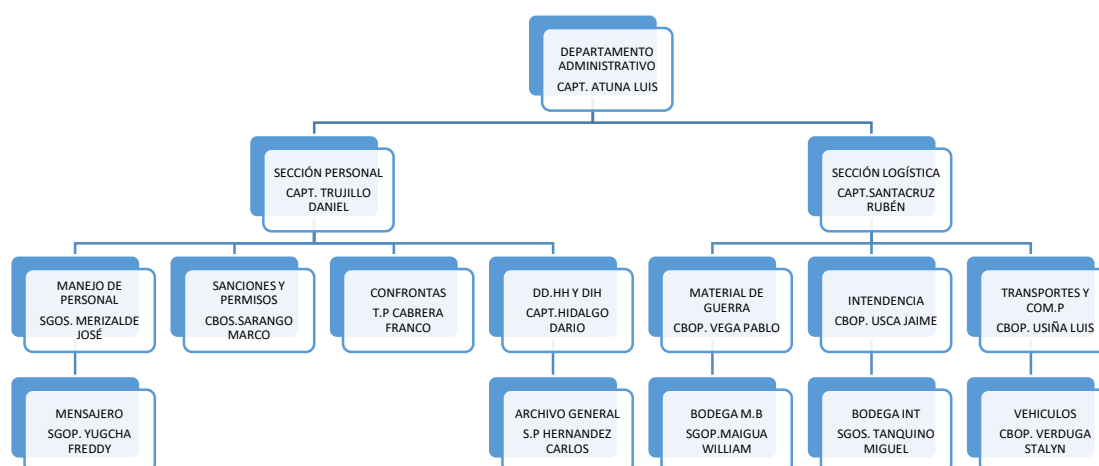 DEPARTAMENTO
ADMINISTRATIVO
CAPT. ATUNA LUIS
SECCIÓN PERSONAL
CAPT. TRUJILLO
DANIEL
SECCIÓN LOGÍSTICA
CAPT.SANTACRUZ
RUBÉN
MANEJO DE
PERSONAL
SGOS. MERIZALDE
JOSÉ
SANCIONES Y
PERMISOS
CBOS.SARANGO
MARCO
CONFRONTAS
T.P CABRERA
FRANCO
DD.HH Y DIH
CAPT.HIDALGO
DARIO
MATERIAL DE
GUERRA
CBOP. VEGA PABLO
INTENDENCIA
CBOP. USCA JAIME
TRANSPORTES Y
COM.P
CBOP. USIÑA LUIS
MENSAJERO
SGOP. YUGCHA
FREDDY
ARCHIVO GENERAL
S.P HERNANDEZ
CARLOS
BODEGA M.B
SGOP.MAIGUA
WILLIAM
BODEGA INT
SGOS. TANQUINO
MIGUEL
VEHICULOS
CBOP. VERDUGA
STALYN